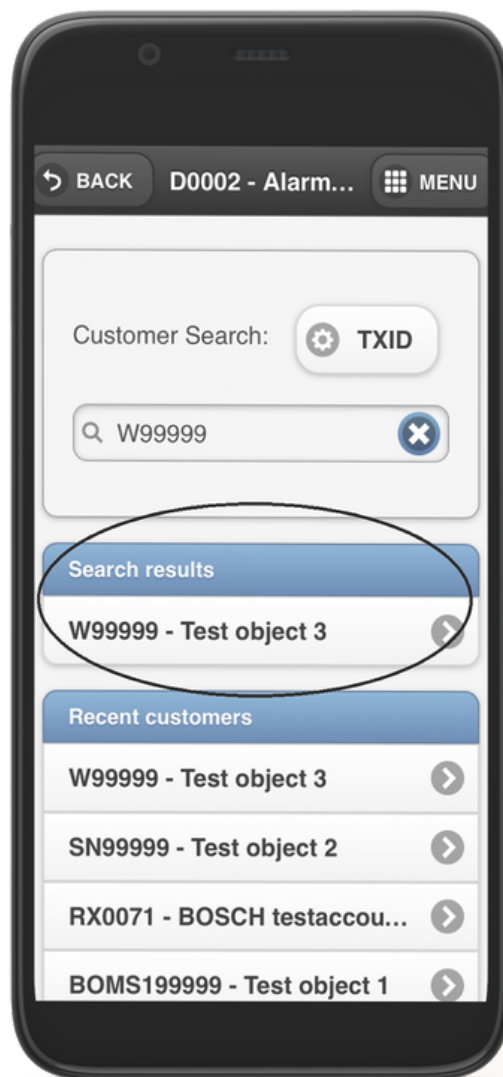 BACK
D0002 - Alarm...
MENU
Customer Search:
TXID
W99999
Search results
W99999 - Test object 3
Recent customers
W99999 - Test object 3
SN99999 - Test object 2
RX0071 - BOSCH testaccou...
BOMS199999 - Test object 1